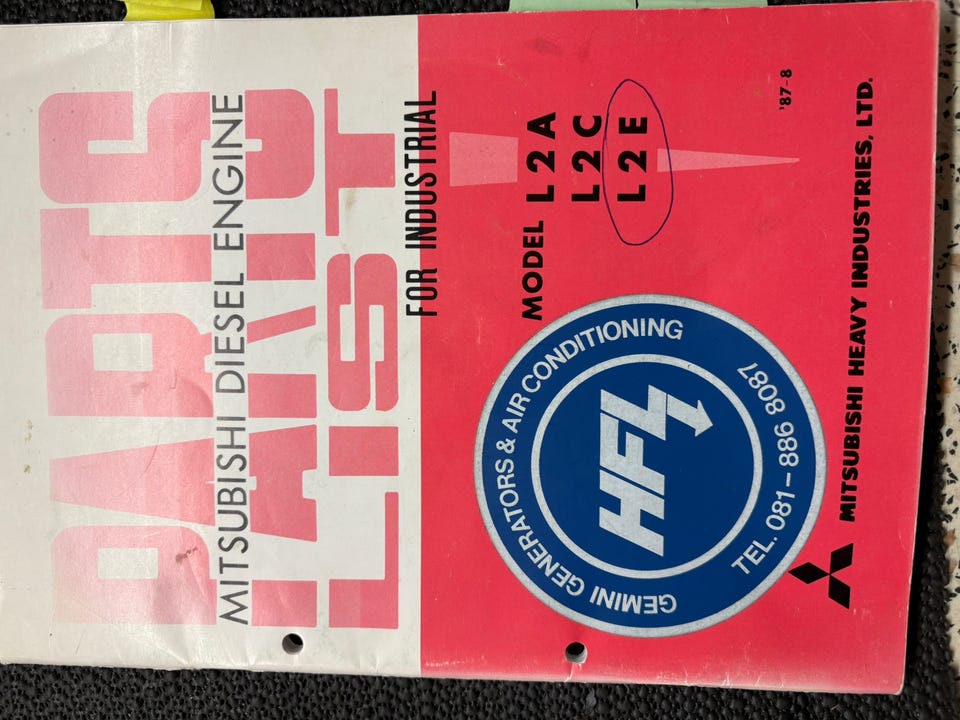 PARTS
LIST
MITSUBISHI DIESEL ENGINE
FOR INDUSTRIAL
MODEL L2A
L2C
L2E
GEMINI GENERATORS & AIR CONDITIONING
HFL
TEL. 081-886 8087
'87-8
MITSUBISHI HEAVY INDUSTRIES, LTD.